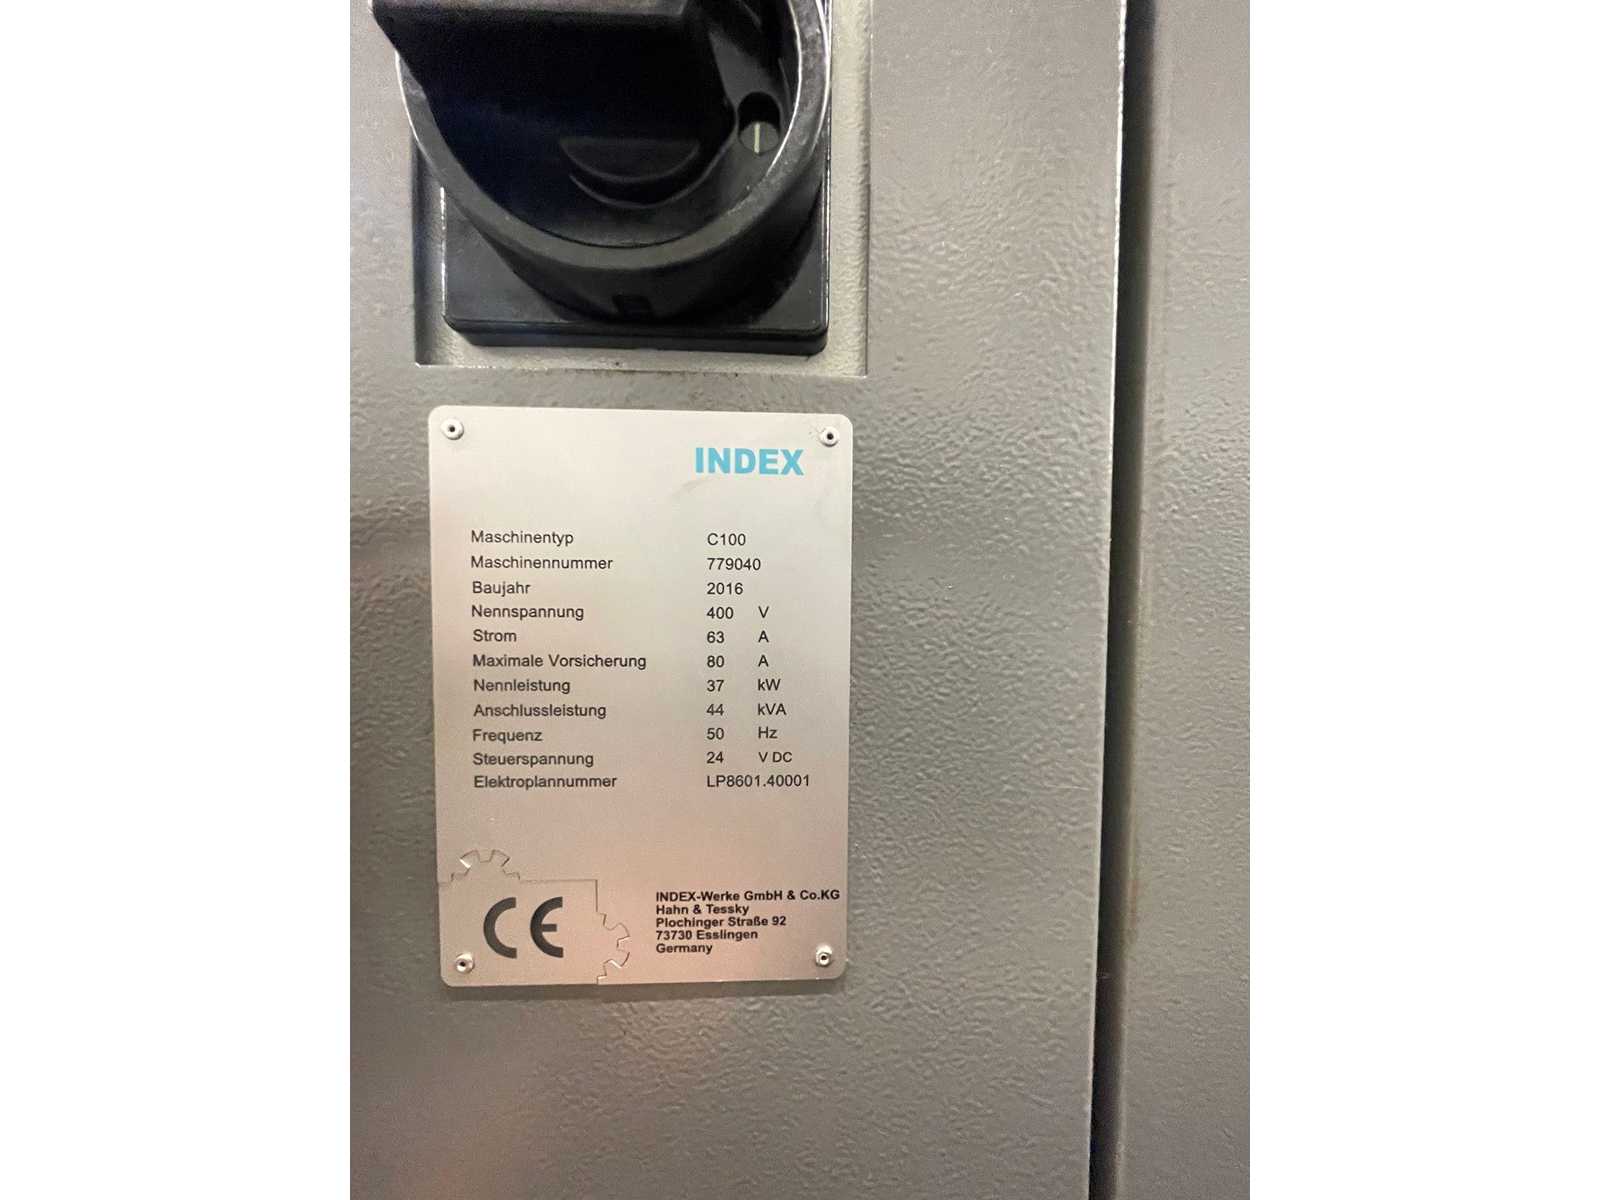 INDEX
Maschinentyp C100
Maschinennummer 779040
Baujahr 2016
Nennspannung 400 V
Strom 63 A
Maximale Vorsicherung 80 A
Nennleistung 37 kW
Anschlussleistung 44 kVA
Frequenz 50 Hz
Steuerspannung 24 V DC
Elektroplannummer LP8601.40001
CE
INDEX-Werke GmbH & Co.KG
Hahn & Tessky
Plochinger Straße 92
73730 Esslingen
Germany